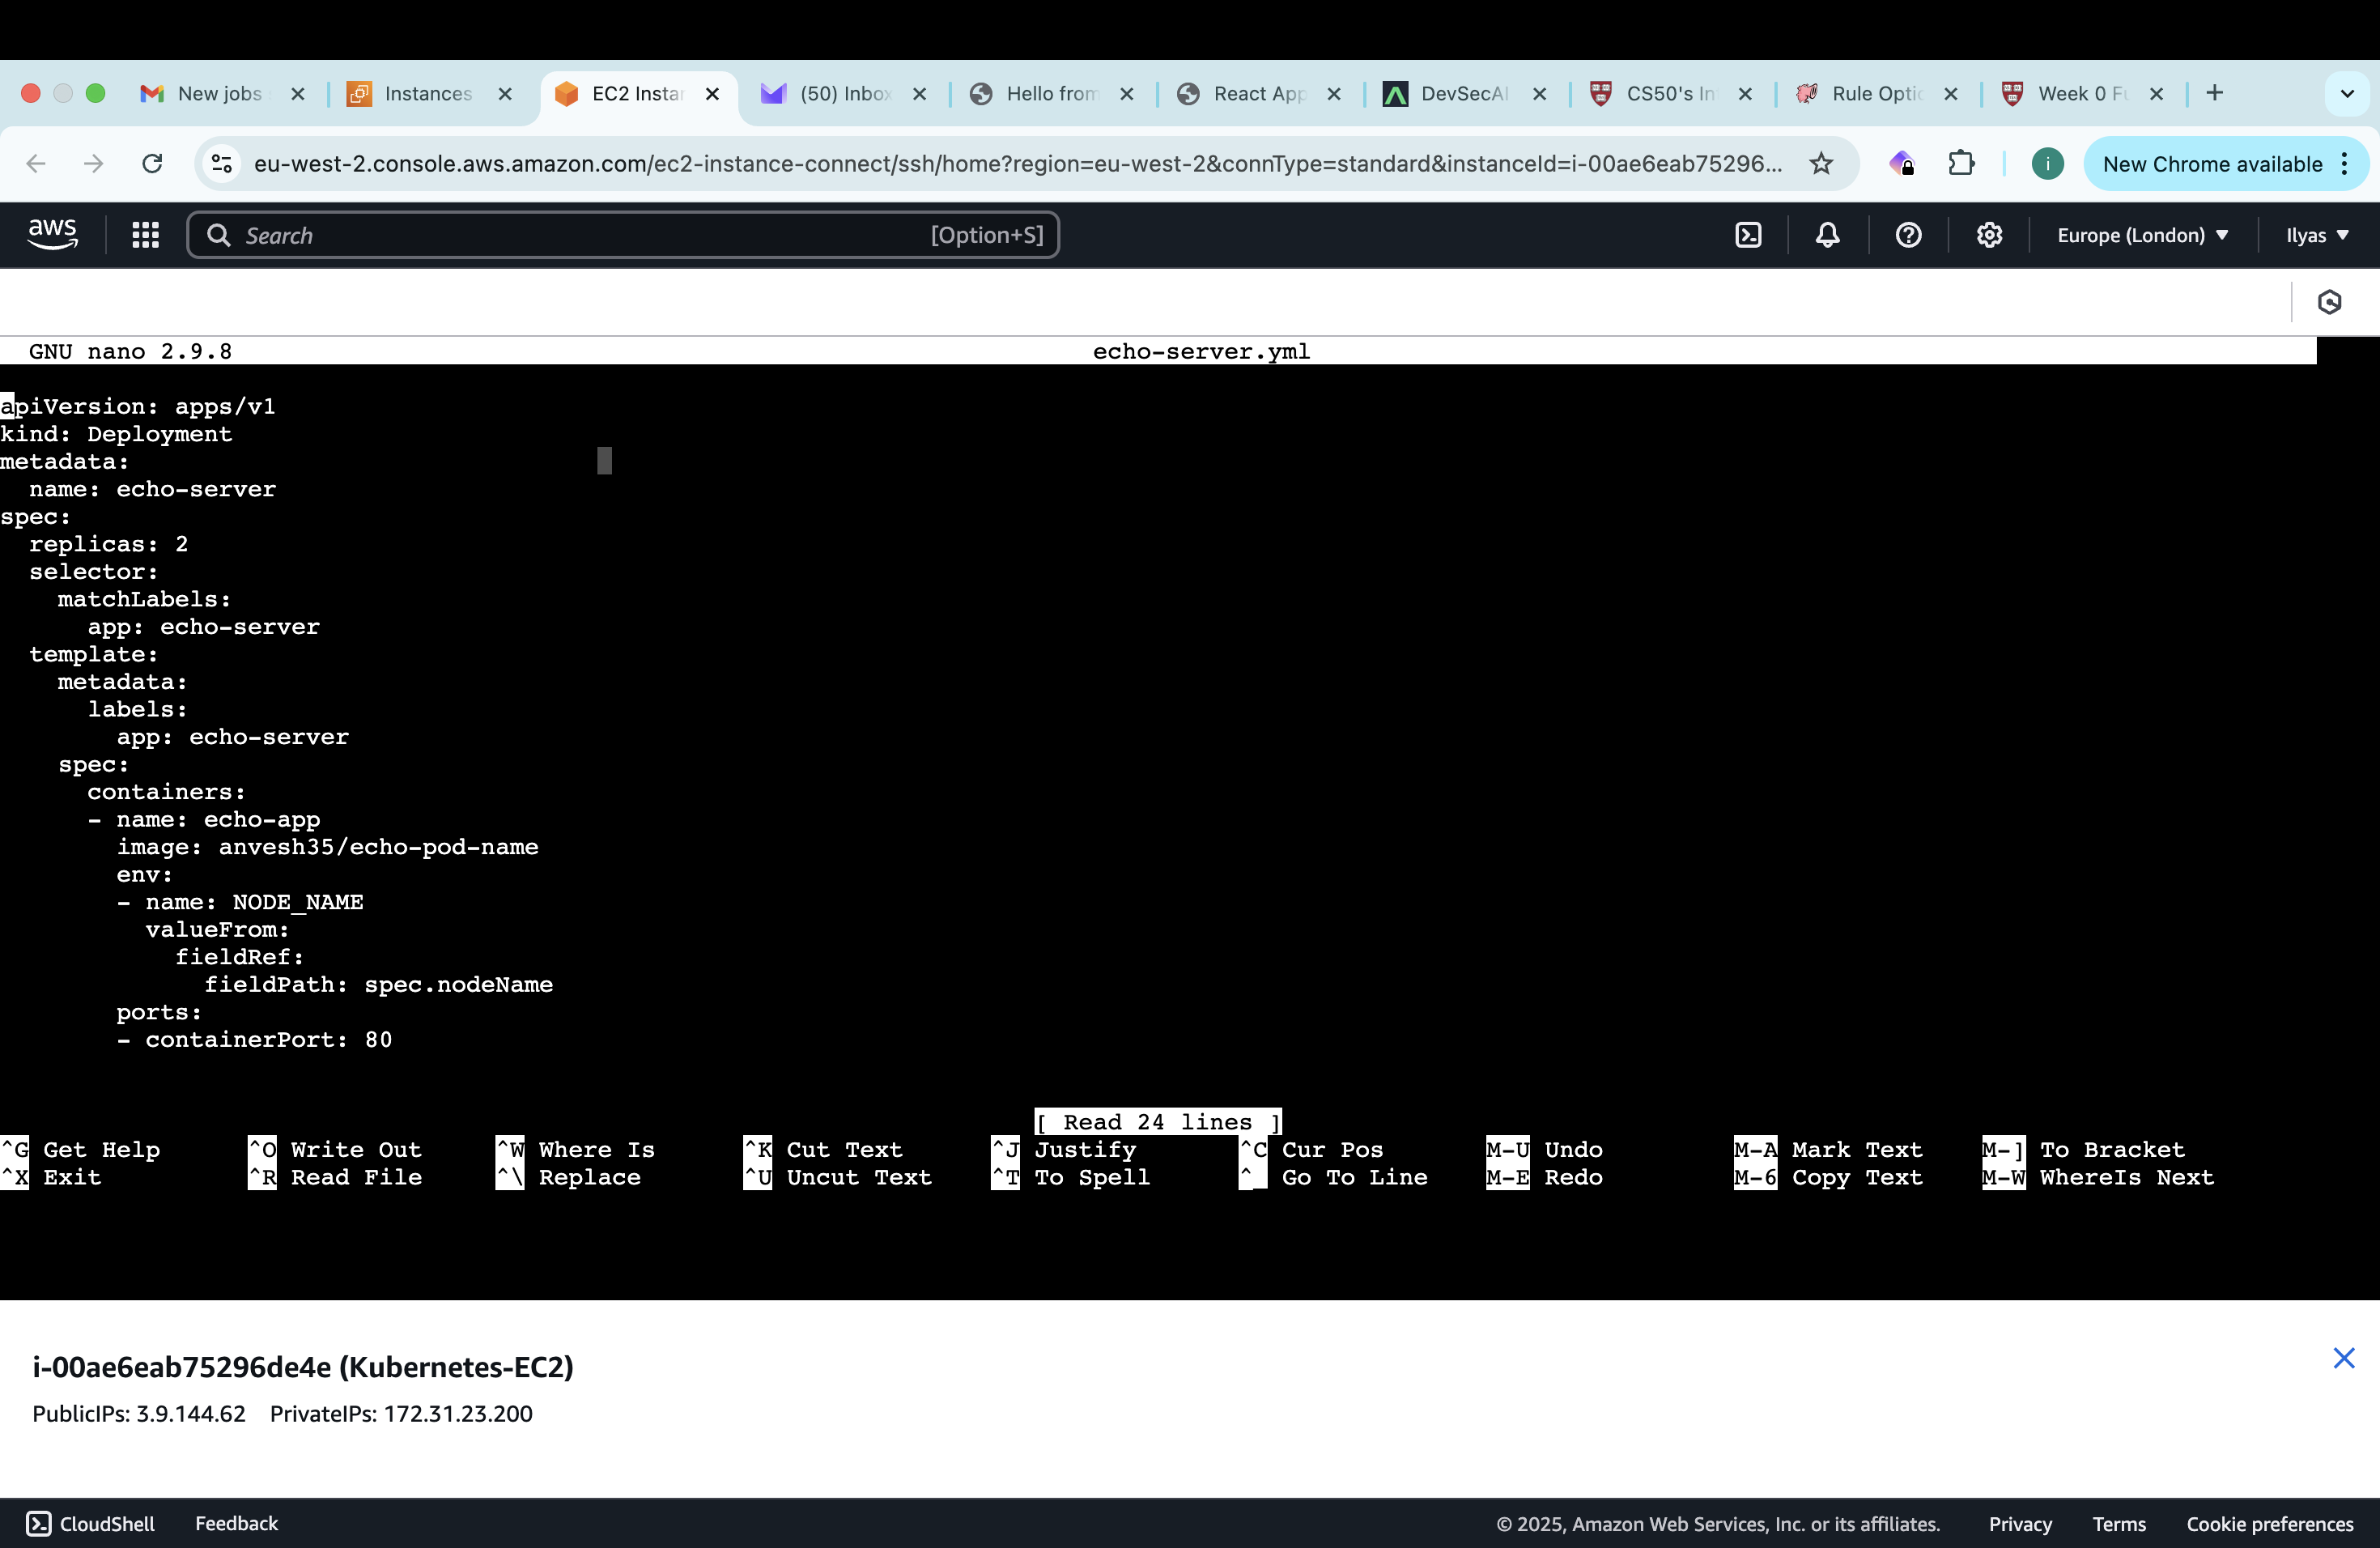 New jobs
Instances
EC2 Instan
(50) Inbox
Hello from
React App
DevSecAI
CS50's In
Rule Optio
Week 0 Fu
eu-west-2.console.aws.amazon.com/ec2-instance-connect/ssh/home?region=eu-west-2&connType=standard&instanceId=i-00ae6eab75296...
i
New Chrome available
aws
Search
[Option+S]
Europe (London)
Ilyas
GNU nano 2.9.8 echo-server.yml
apiVersion: apps/v1
kind: Deployment
metadata:
  name: echo-server
spec:
  replicas: 2
  selector:
    matchLabels:
      app: echo-server
  template:
    metadata:
      labels:
        app: echo-server
    spec:
      containers:
      - name: echo-app
        image: anvesh35/echo-pod-name
        env:
        - name: NODE_NAME
          valueFrom:
            fieldRef:
              fieldPath: spec.nodeName
        ports:
        - containerPort: 80
[ Read 24 lines ]
^G Get Help ^O Write Out ^W Where Is ^K Cut Text ^J Justify ^C Cur Pos M-U Undo M-A Mark Text M-] To Bracket
^X Exit ^R Read File ^\ Replace ^U Uncut Text ^T To Spell ^_ Go To Line M-E Redo M-6 Copy Text M-W WhereIs Next
i-00ae6eab75296de4e (Kubernetes-EC2)
PublicIPs: 3.9.144.62 PrivateIPs: 172.31.23.200
CloudShell
Feedback
© 2025, Amazon Web Services, Inc. or its affiliates.
Privacy
Terms
Cookie preferences